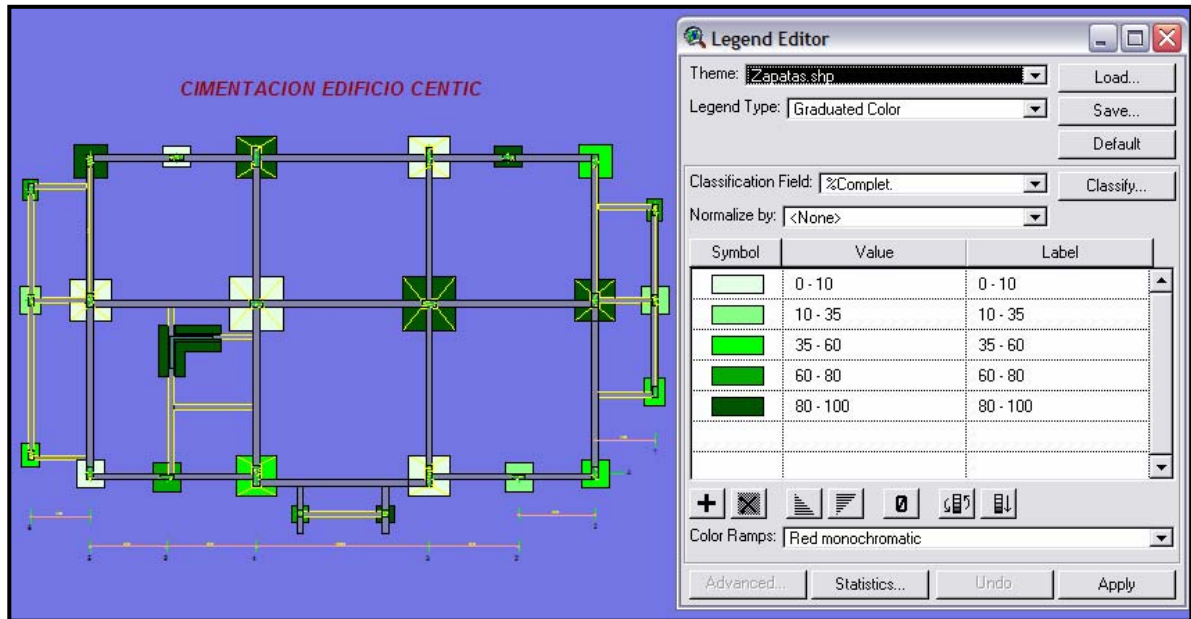 CIMENTACION EDIFICIO CENTIC
Legend Editor
Theme: Zapatas.shp
Load...
Legend Type: Graduated Color
Save...
Default
Classification Field: %Complet.
Classify...
Normalize by: <None>
Symbol Value Label
0 - 10 0 - 10
10 - 35 10 - 35
35 - 60 35 - 60
60 - 80 60 - 80
80 - 100 80 - 100
Color Ramps: Red monochromatic
Advanced... Statistics... Undo Apply